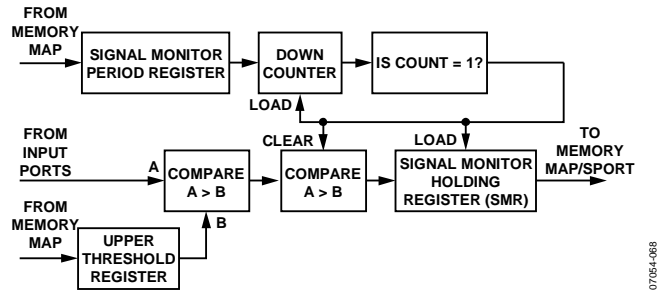 FROM
MEMORY
MAP
SIGNAL MONITOR
PERIOD REGISTER
DOWN
COUNTER
IS COUNT = 1?
LOAD
FROM
INPUT
PORTS
A
COMPARE
A > B
CLEAR
COMPARE
A > B
LOAD
SIGNAL MONITOR
HOLDING
REGISTER (SMR)
TO
MEMORY
MAP/SPORT
FROM
MEMORY
MAP
B
UPPER
THRESHOLD
REGISTER
07054-068